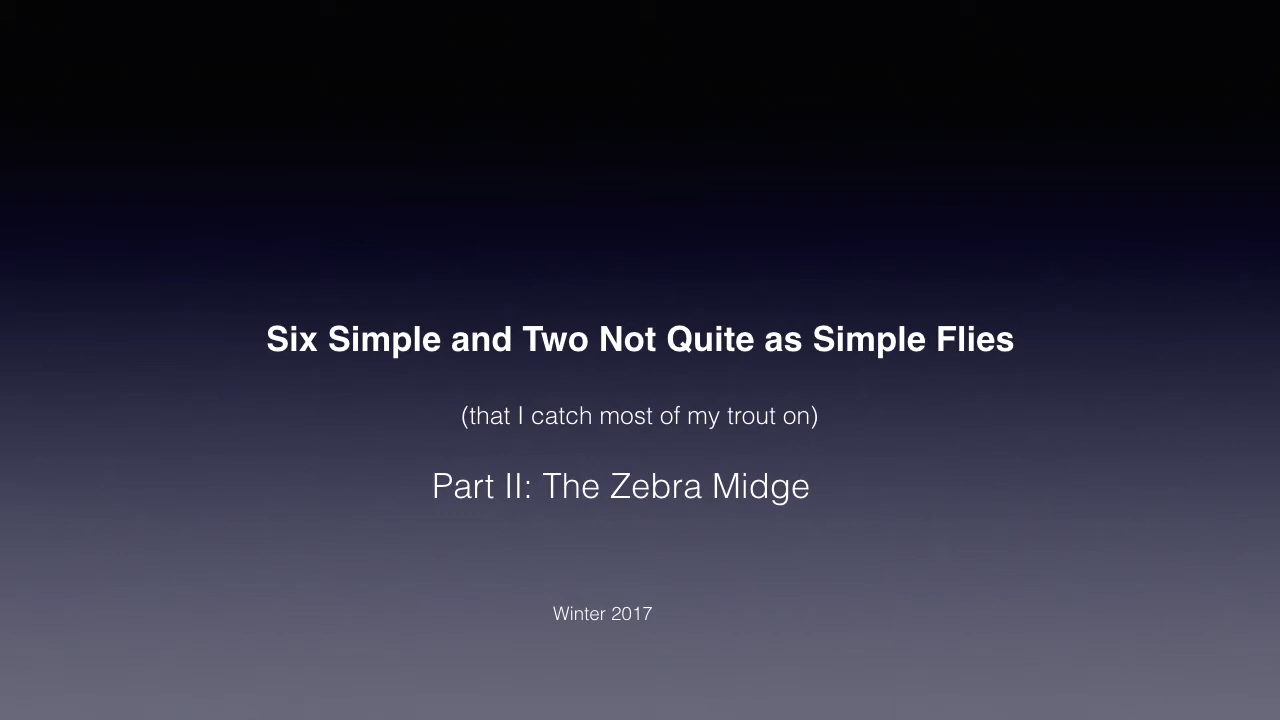 Six Simple and Two Not Quite as Simple Flies
(that I catch most of my trout on)
Part II: The Zebra Midge
Winter 2017